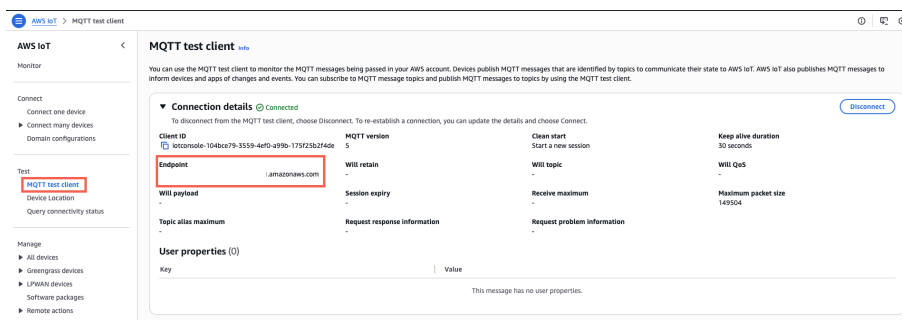 AWS IoT > MQTT test client
AWS IoT
Monitor
Connect
Connect one device
Connect many devices
Domain configurations
Test
MQTT test client
Device Location
Query connectivity status
Manage
All devices
Greengrass devices
LPWAN devices
Software packages
Remote actions
MQTT test client Info
You can use the MQTT test client to monitor the MQTT messages being passed in your AWS account. Devices publish MQTT messages that are identified by topics to communicate their state to AWS IoT. AWS IoT also publishes MQTT messages to
inform devices and apps of changes and events. You can subscribe to MQTT message topics and publish MQTT messages to topics by using the MQTT test client.
Connection details Connected
Disconnect
To disconnect from the MQTT test client, choose Disconnect. To re-establish a connection, you can update the details and choose Connect.
Client ID MQTT version Clean start Keep alive duration
iotconsole-104bce79-3559-4ef0-a99b-175f25b2f4de 5 Start a new session 30 seconds
Endpoint Will retain Will topic Will QoS
.amazonaws.com - - -
Will payload Session expiry Receive maximum Maximum packet size
- - - 149504
Topic alias maximum Request response information Request problem information
- - -
User properties (0)
Key Value
This message has no user properties.